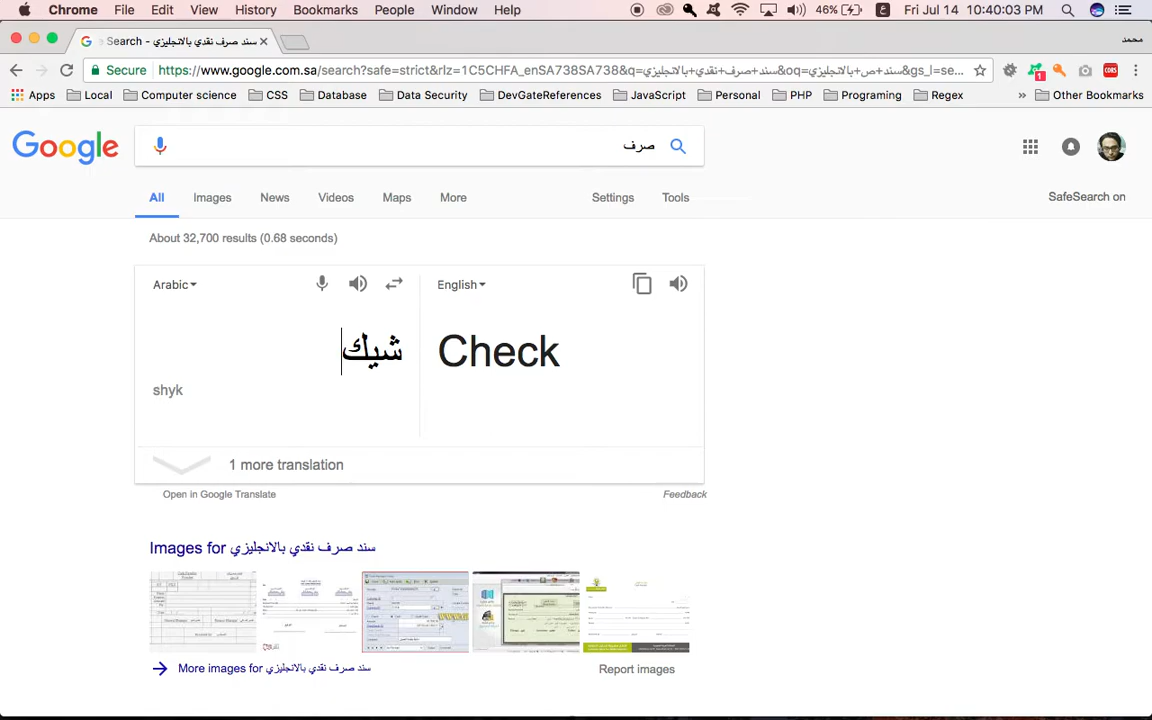 Chrome File Edit View History Bookmarks People Window Help 46% ع Fri Jul 14 10:40:03 PM
سند صرف نقدي بالانجليزي - Search محمد
Secure https://www.google.com.sa/search?safe=strict&rlz=1C5CHFA_enSA738SA738&q=سند+صرف+نقدي+بالانجليزي&oq=سند+ص+بالانجليزي&gs_l=se...
Apps Local Computer science CSS Database Data Security DevGateReferences JavaScript Personal PHP Programing Regex » Other Bookmarks
Google صرف
All Images News Videos Maps More Settings Tools SafeSearch on
About 32,700 results (0.68 seconds)
Arabic English
شيك Check
shyk
1 more translation
Open in Google Translate Feedback
Images for سند صرف نقدي بالانجليزي
More images for سند صرف نقدي بالانجليزي Report images